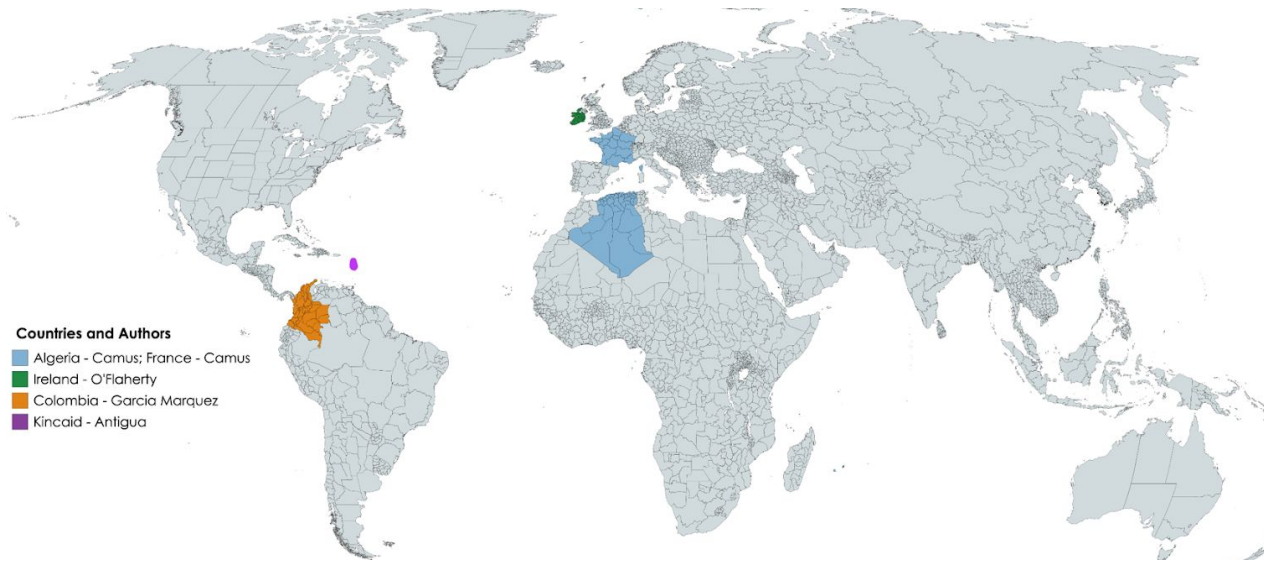 Countries and Authors
Algeria - Camus; France - Camus
Ireland - O'Flaherty
Colombia - Garcia Marquez
Kincaid - Antigua